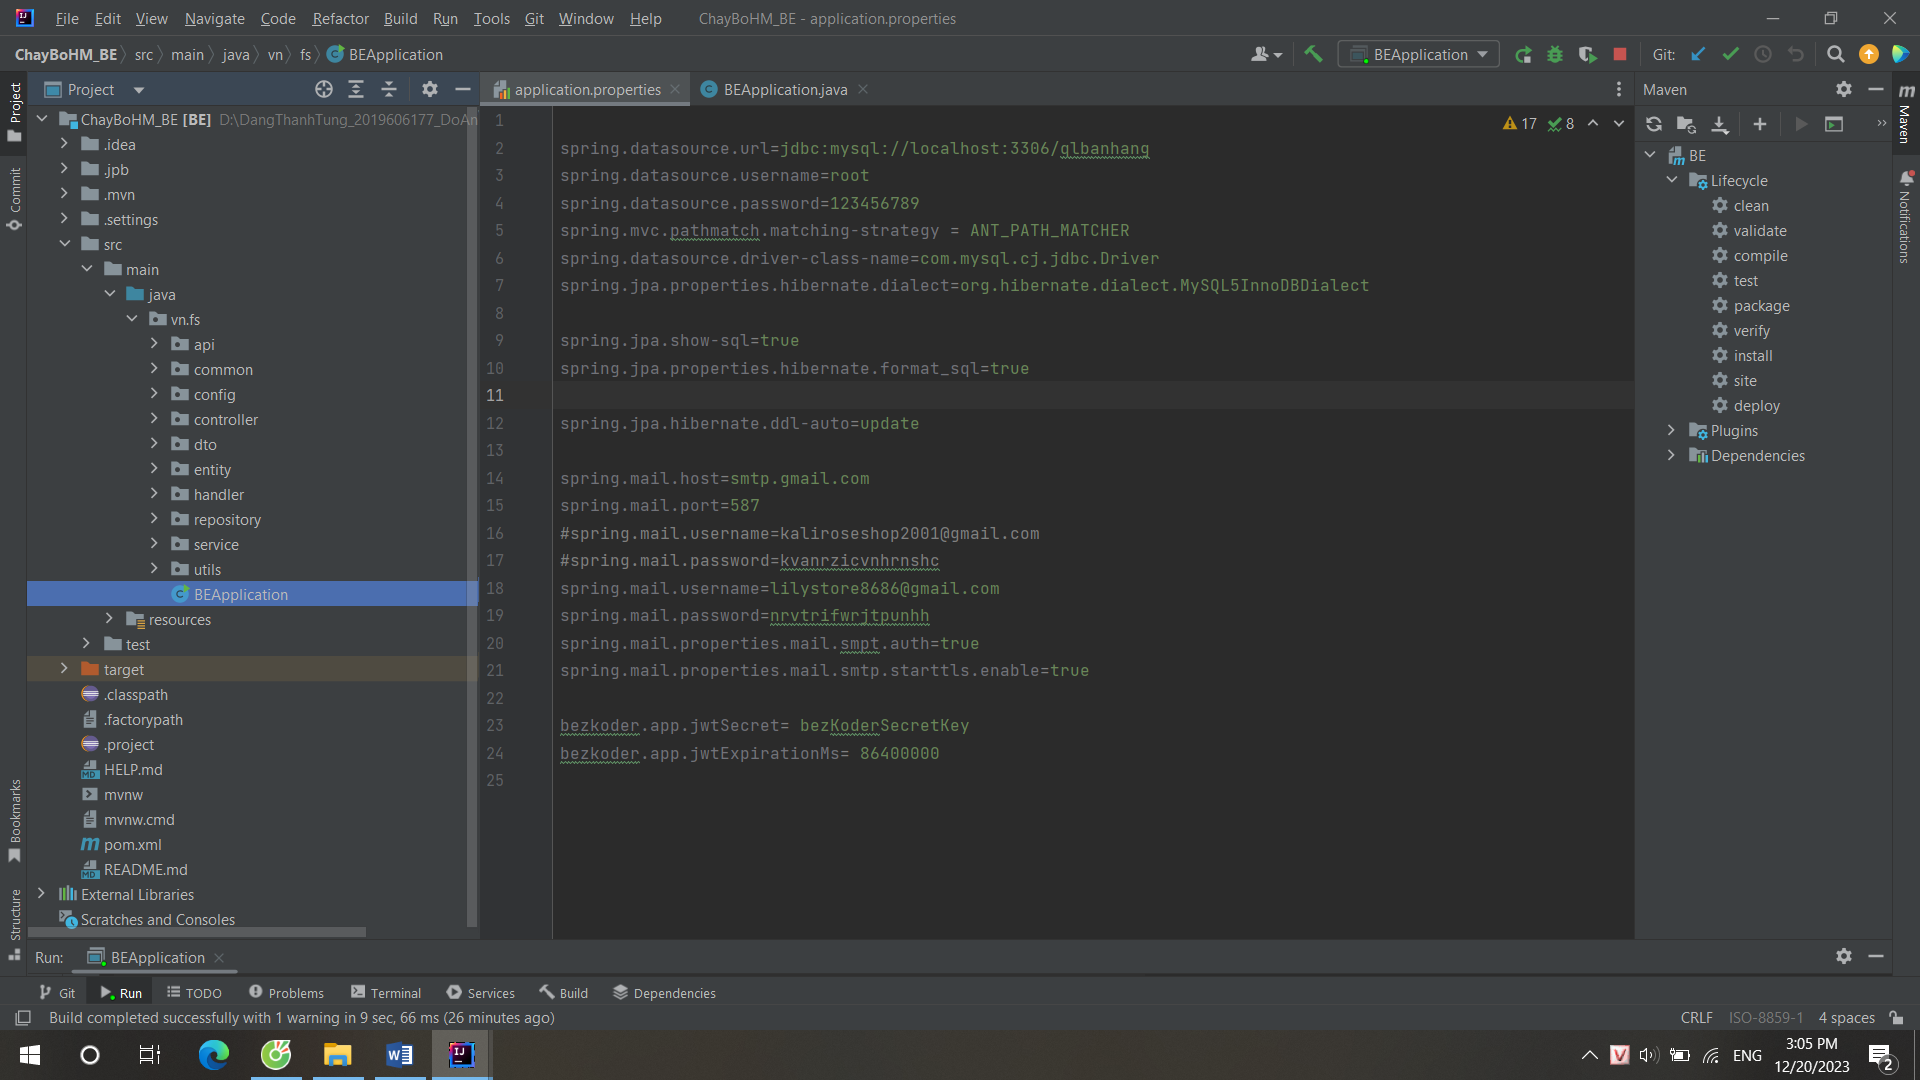 File Edit View Navigate Code Refactor Build Run Tools Git Window Help ChayBoHM_BE - application.properties
ChayBoHM_BE src main java vn fs BEApplication
BEApplication Git:
Project
application.properties
BEApplication.java
Maven
Project
Commit
Bookmarks
Structure
ChayBoHM_BE [BE] D:\DangThanhTung_2019606177_DoAn
.idea
.jpb
.mvn
.settings
src
main
java
vn.fs
api
common
config
controller
dto
entity
handler
repository
service
utils
BEApplication
resources
test
target
.classpath
.factorypath
.project
HELP.md
mvnw
mvnw.cmd
pom.xml
README.md
External Libraries
Scratches and Consoles
17 8
1
2 spring.datasource.url=jdbc:mysql://localhost:3306/qlbanhang
3 spring.datasource.username=root
4 spring.datasource.password=123456789
5 spring.mvc.pathmatch.matching-strategy = ANT_PATH_MATCHER
6 spring.datasource.driver-class-name=com.mysql.cj.jdbc.Driver
7 spring.jpa.properties.hibernate.dialect=org.hibernate.dialect.MySQL5InnoDBDialect
8
9 spring.jpa.show-sql=true
10 spring.jpa.properties.hibernate.format_sql=true
11
12 spring.jpa.hibernate.ddl-auto=update
13
14 spring.mail.host=smtp.gmail.com
15 spring.mail.port=587
16 #spring.mail.username=kaliroseshop2001@gmail.com
17 #spring.mail.password=kvanrzicvnhrnshc
18 spring.mail.username=lilystore8686@gmail.com
19 spring.mail.password=nrvtrifwrjtpunhh
20 spring.mail.properties.mail.smpt.auth=true
21 spring.mail.properties.mail.smtp.starttls.enable=true
22
23 bezkoder.app.jwtSecret= bezKoderSecretKey
24 bezkoder.app.jwtExpirationMs= 86400000
25
BE
Lifecycle
clean
validate
compile
test
package
verify
install
site
deploy
Plugins
Dependencies
Maven
Notifications
Run: BEApplication
Git Run TODO Problems Terminal Services Build Dependencies
Build completed successfully with 1 warning in 9 sec, 66 ms (26 minutes ago)
CRLF ISO-8859-1 4 spaces
ENG
3:05 PM
12/20/2023
2